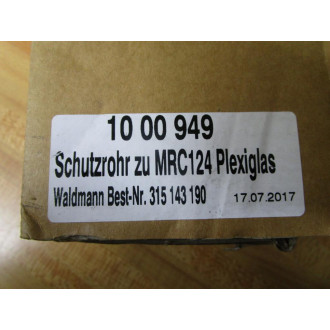 10 00 949
Schutzrohr zu MRC124 Plexiglas
Waldmann Best-Nr. 315 143 190 17.07.2017